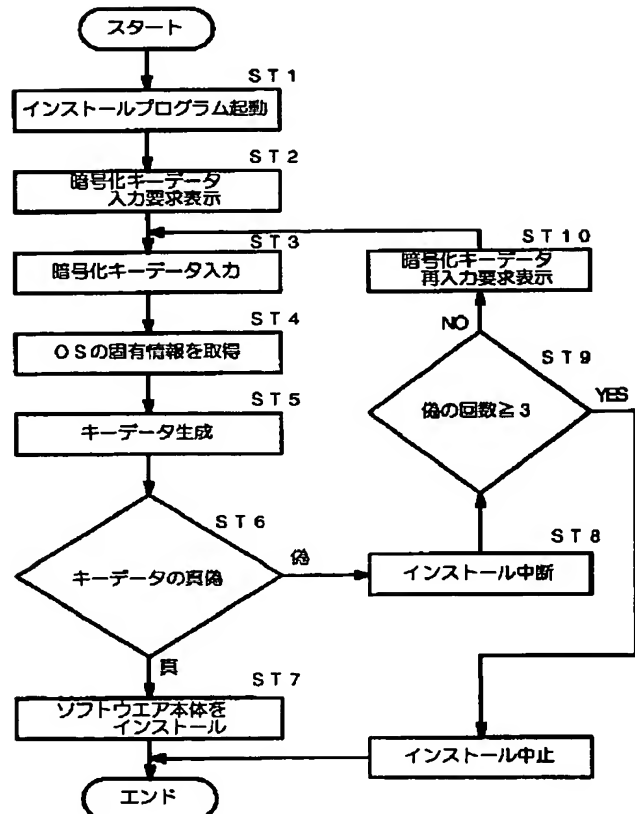 スタート
ST1
インストールプログラム起動
ST2
暗号化キーデータ
入力要求表示
ST3
暗号化キーデータ入力
ST4
OSの固有情報を取得
ST5
キーデータ生成
ST6
キーデータの真偽
偽
真
ST7
ソフトウエア本体を
インストール
エンド
ST8
インストール中断
ST9
偽の回数≧3
NO
YES
ST10
暗号化キーデータ
再入力要求表示
インストール中止